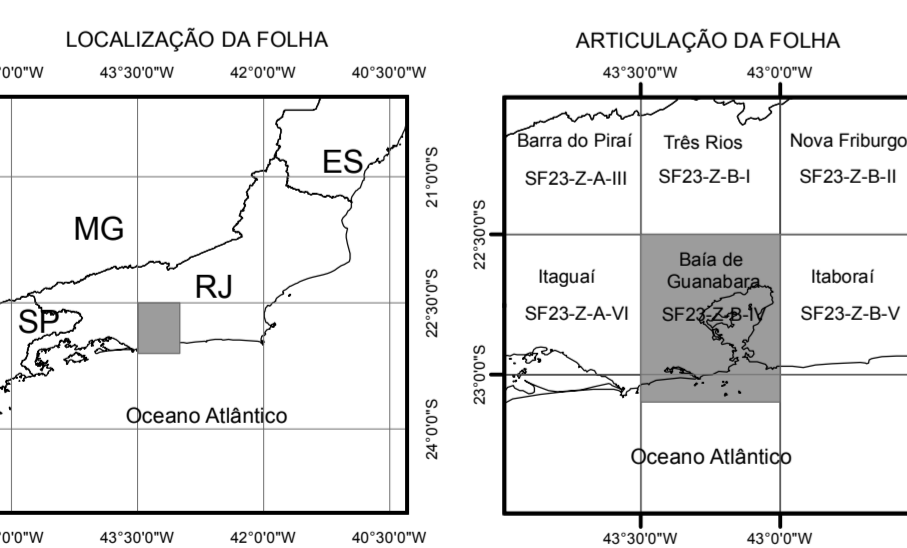 LOCALIZAÇÃO DA FOLHA
0'0"W 43°30'0"W 42°0'0"W 40°30'0"W
ES
21°0'0"S
MG
RJ
22°30'0"S
SP
Oceano Atlântico
24°0'0"S
0'0"W 43°30'0"W 42°0'0"W 40°30'0"W
ARTICULAÇÃO DA FOLHA
43°30'0"W 43°0'0"W
Barra do Piraí Três Rios Nova Friburgo
SF23-Z-A-III SF23-Z-B-I SF23-Z-B-II
22°30'0"S
Baía de
Itaguaí Guanabara Itaboraí
SF23-Z-A-VI SF23-Z-B-IV SF23-Z-B-V
23°0'0"S
Oceano Atlântico
43°30'0"W 43°0'0"W